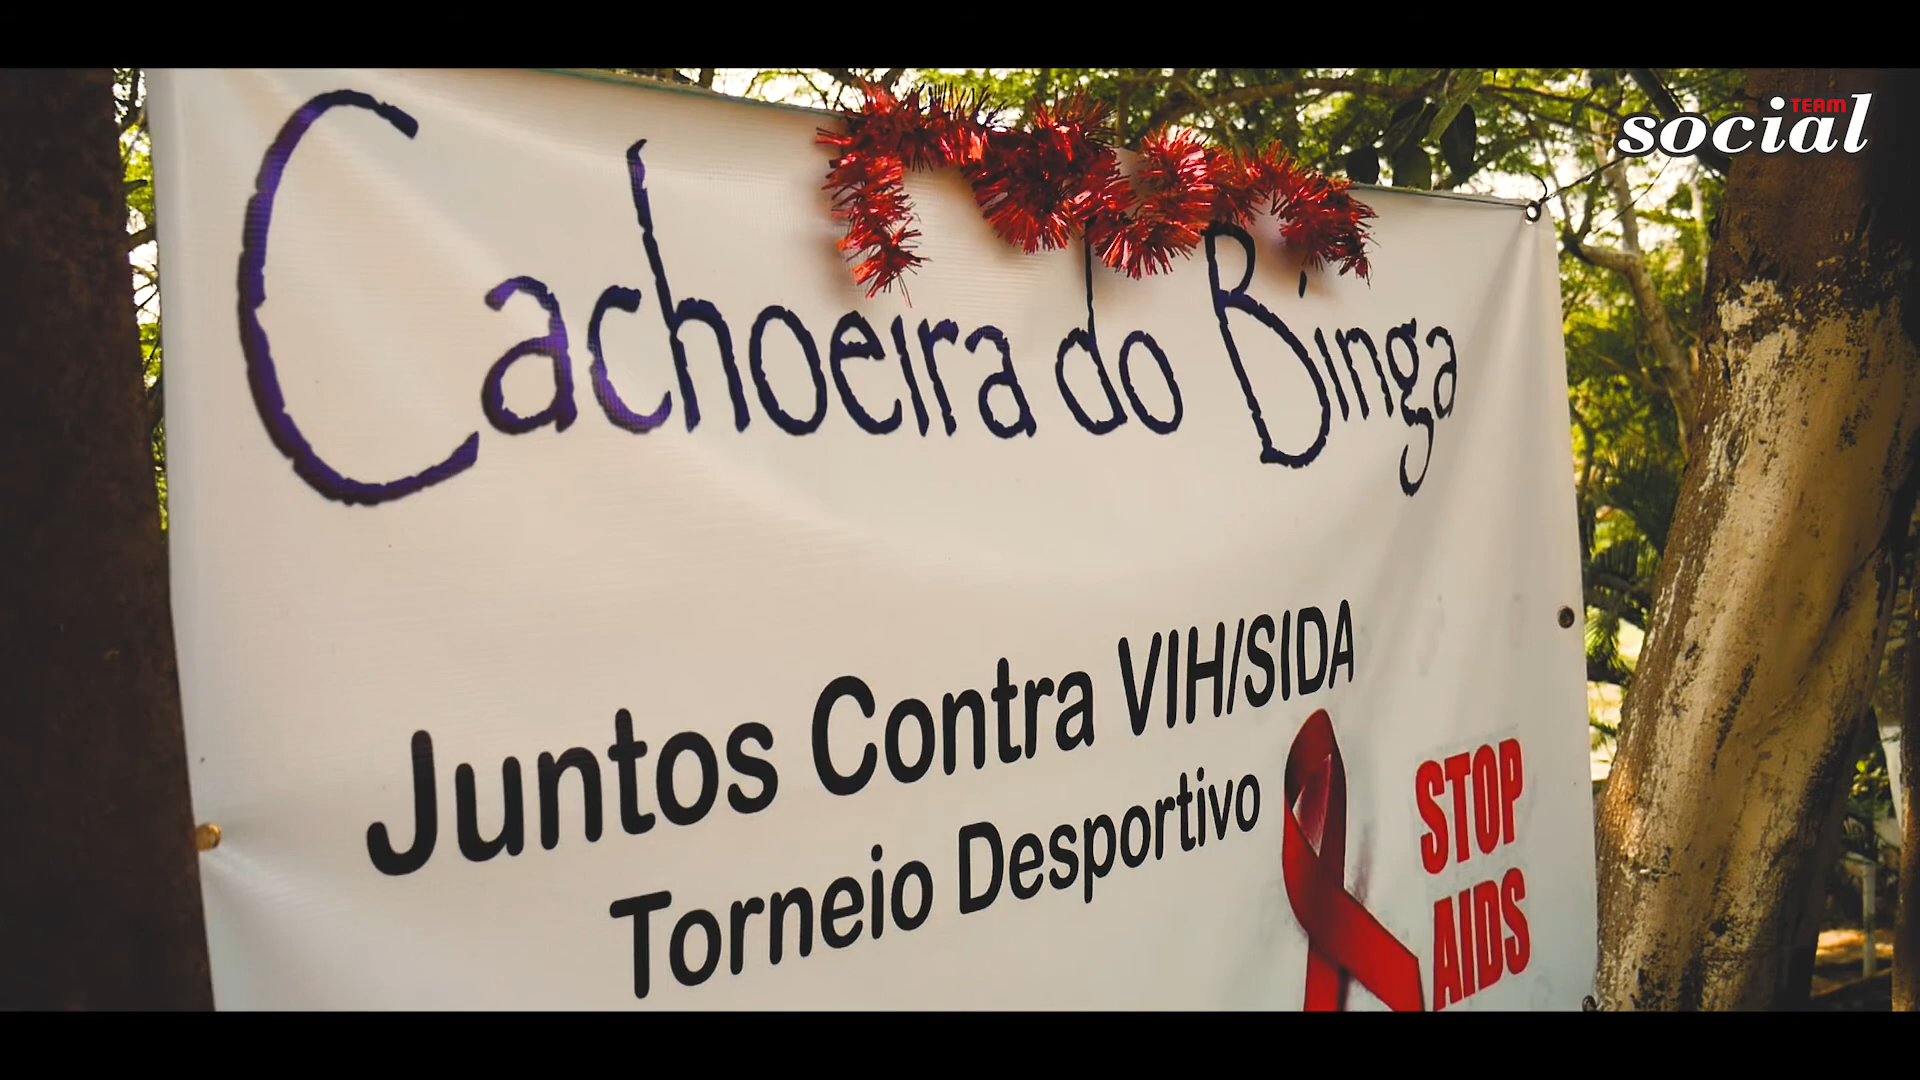 TEAM
social
Cachoeira do Binga
Juntos Contra VIH/SIDA
Torneio Desportivo
STOP
AIDS